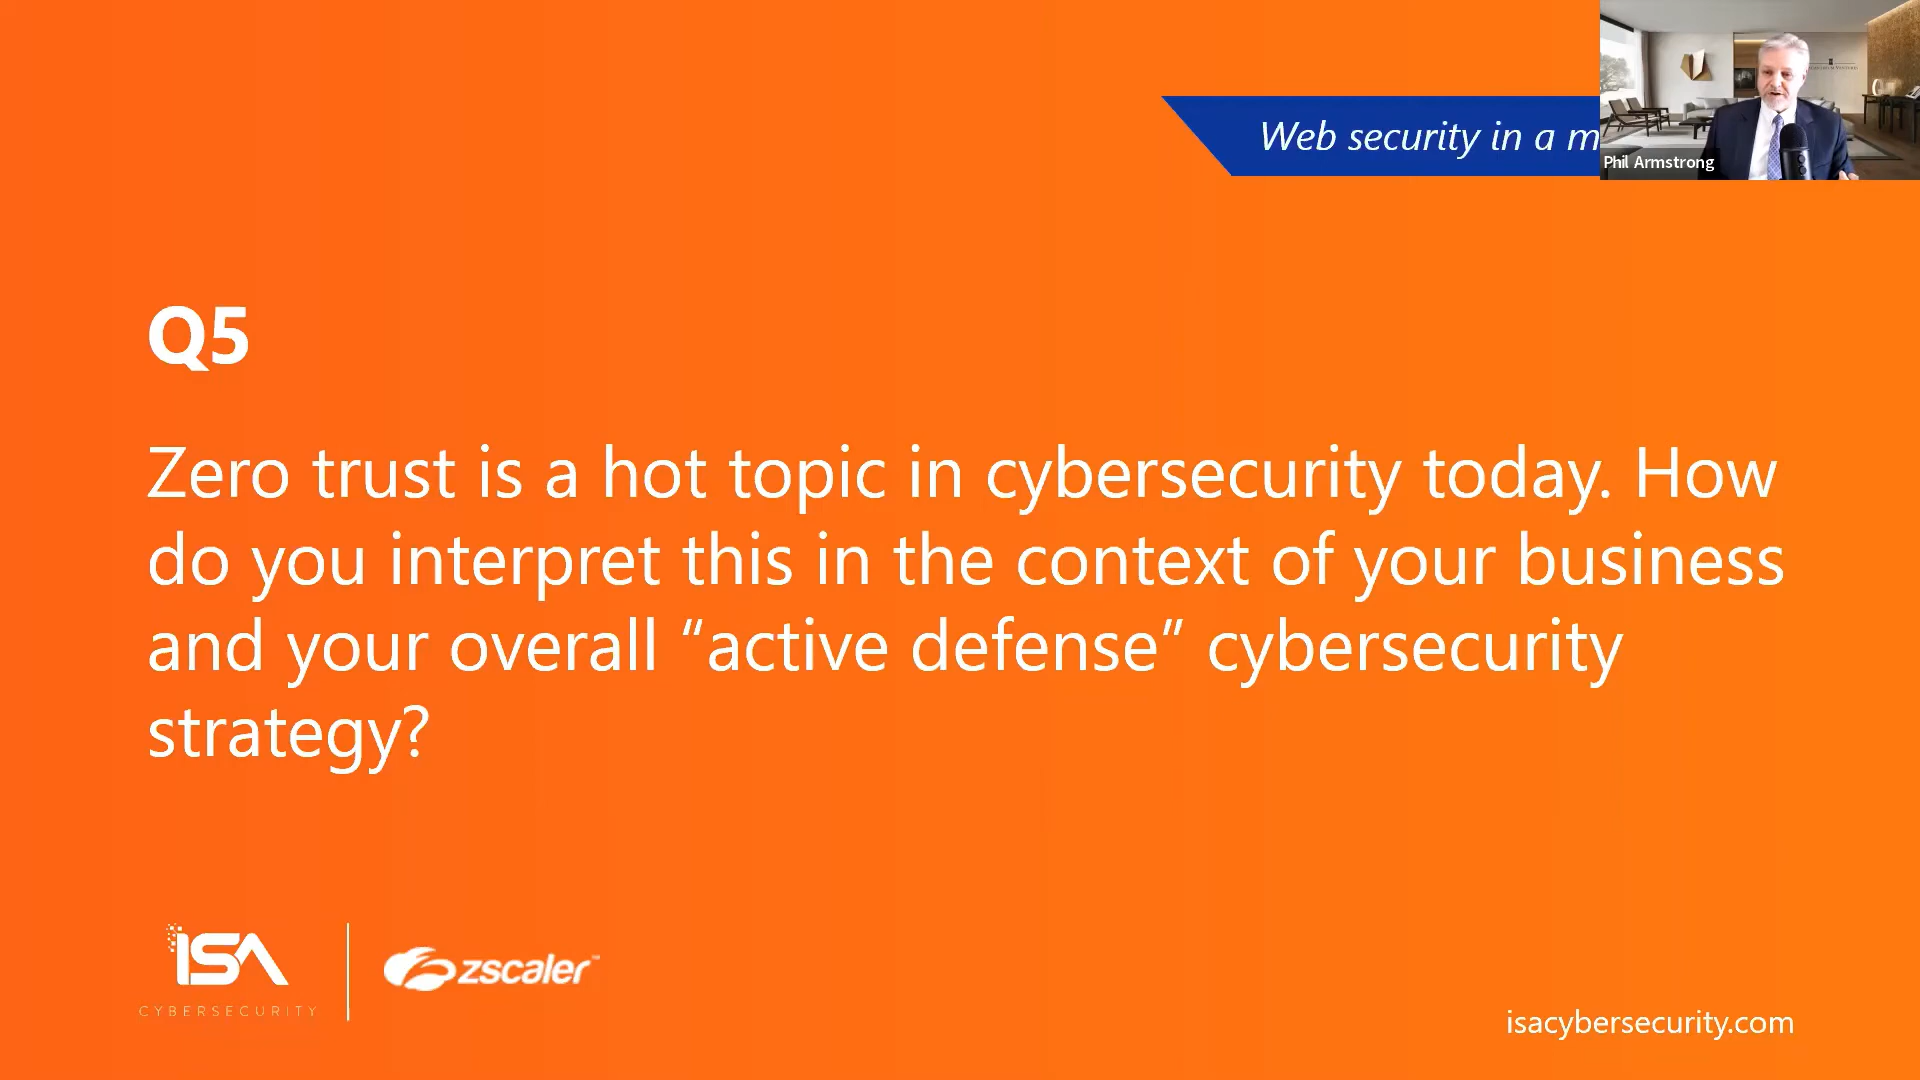 Web security in a m
Phil Armstrong
Q5
Zero trust is a hot topic in cybersecurity today. How
do you interpret this in the context of your business
and your overall “active defense” cybersecurity
strategy?
ISA
CYBERSECURITY
zscaler™
isacybersecurity.com